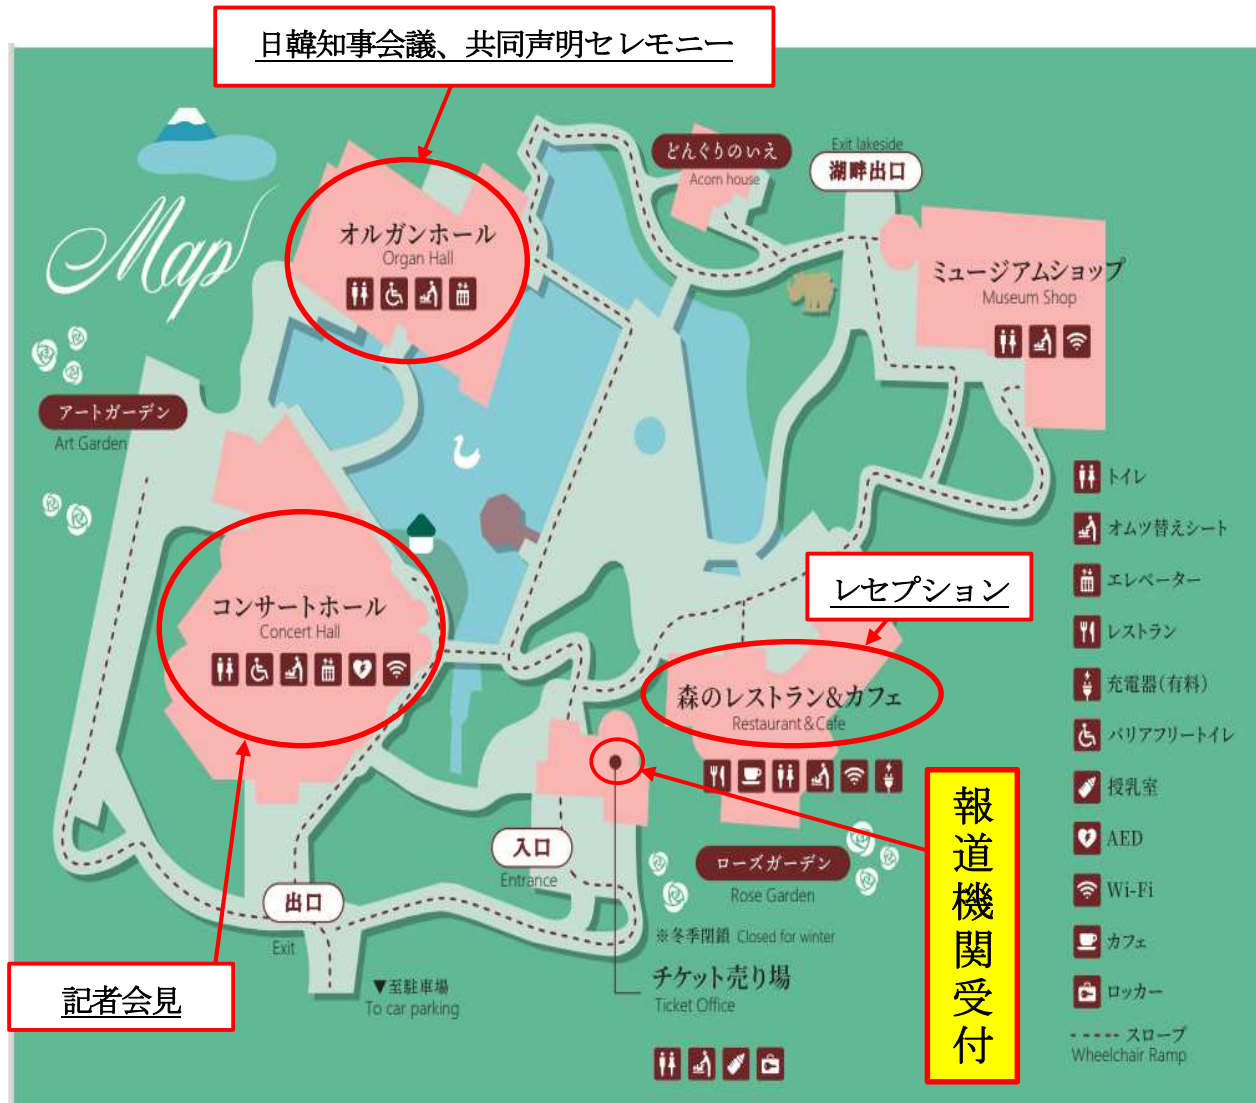 日韓知事会議、共同声明セレモニー
Map
オルガンホール
Organ Hall
どんぐりのいえ
Acorn house
Exit lakeside
湖畔出口
ミュージアムショップ
Museum Shop
アートガーデン
Art Garden
コンサートホール
Concert Hall
レセプション
森のレストラン&カフェ
Restaurant & Cafe
入口
Entrance
出口
Exit
ローズガーデン
Rose Garden
※冬季閉鎖 Closed for winter
チケット売り場
Ticket Office
▼至駐車場
To car parking
記者会見
報道機関受付
トイレ
オムツ替えシート
エレベーター
レストラン
充電器(有料)
バリアフリートイレ
授乳室
AED
Wi-Fi
カフェ
ロッカー
スロープ
Wheelchair Ramp